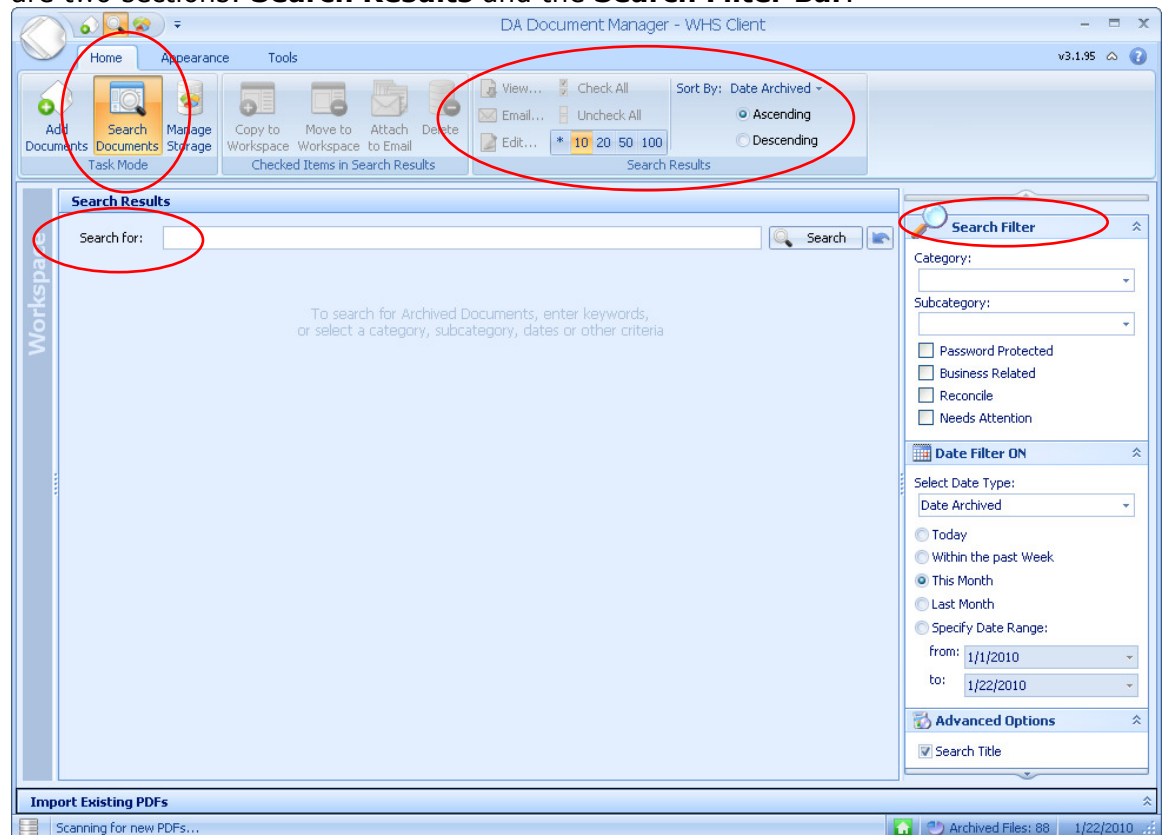 are two sections: Search Results and the Search Filter Bar.
DA Document Manager - WHS Client
Home Appearance Tools v3.1.95
Add Documents
Search Documents
Manage Storage
Task Mode
Copy to Workspace
Move to Workspace
Attach to Email
Delete
Checked Items in Search Results
View... Check All
Email... Uncheck All
Edit... * 10 20 50 100
Sort By: Date Archived
Ascending
Descending
Search Results
Workspace
Search Results
Search for: Search
To search for Archived Documents, enter keywords,
or select a category, subcategory, dates or other criteria
Search Filter
Category:
Subcategory:
Password Protected
Business Related
Reconcile
Needs Attention
Date Filter ON
Select Date Type:
Date Archived
Today
Within the past Week
This Month
Last Month
Specify Date Range:
from: 1/1/2010
to: 1/22/2010
Advanced Options
Search Title
Import Existing PDFs
Scanning for new PDFs... Archived Files: 88 1/22/2010